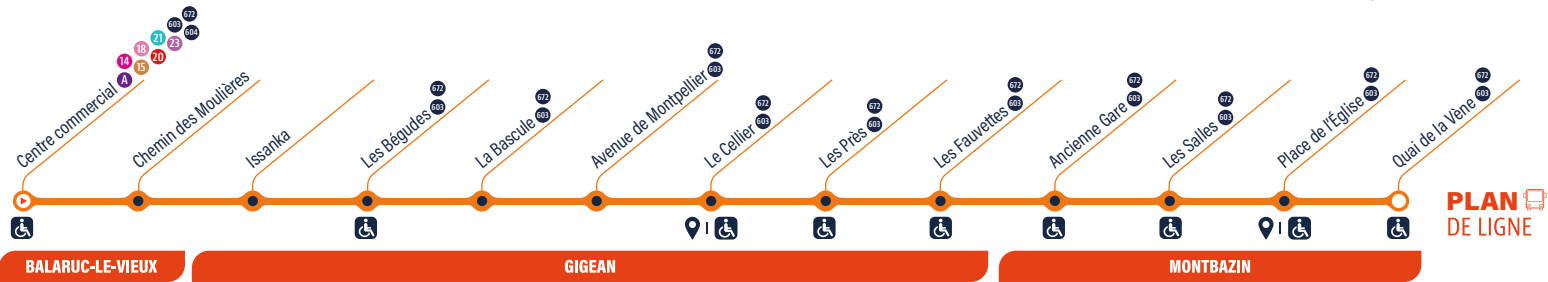 Centre commercial A 14 15 18 20 21 23 603 604 672
Chemin des Moulières
Issanka
Les Bégudes 603 672
La Bascule 603 672
Avenue de Montpellier 603 672
Le Cellier 603 672
Les Près 603 672
Les Fauvettes 603 672
Ancienne Gare 603 672
Les Salles 603 672
Place de l'Église 603 672
Quai de la Vène 603 672
PLAN
DE LIGNE
BALARUC-LE-VIEUX
GIGEAN
MONTBAZIN